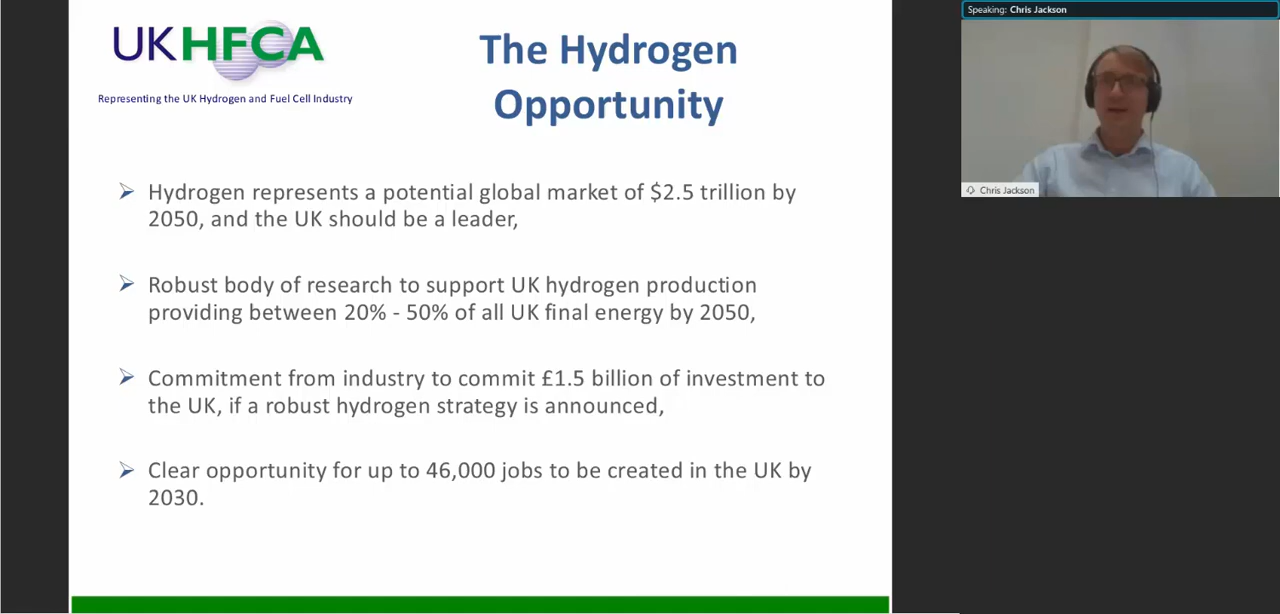 UKHFCA
Representing the UK Hydrogen and Fuel Cell Industry
The Hydrogen
Opportunity
Hydrogen represents a potential global market of $2.5 trillion by
2050, and the UK should be a leader,
Robust body of research to support UK hydrogen production
providing between 20% - 50% of all UK final energy by 2050,
Commitment from industry to commit £1.5 billion of investment to
the UK, if a robust hydrogen strategy is announced,
Clear opportunity for up to 46,000 jobs to be created in the UK by
2030.
Speaking: Chris Jackson
Chris Jackson